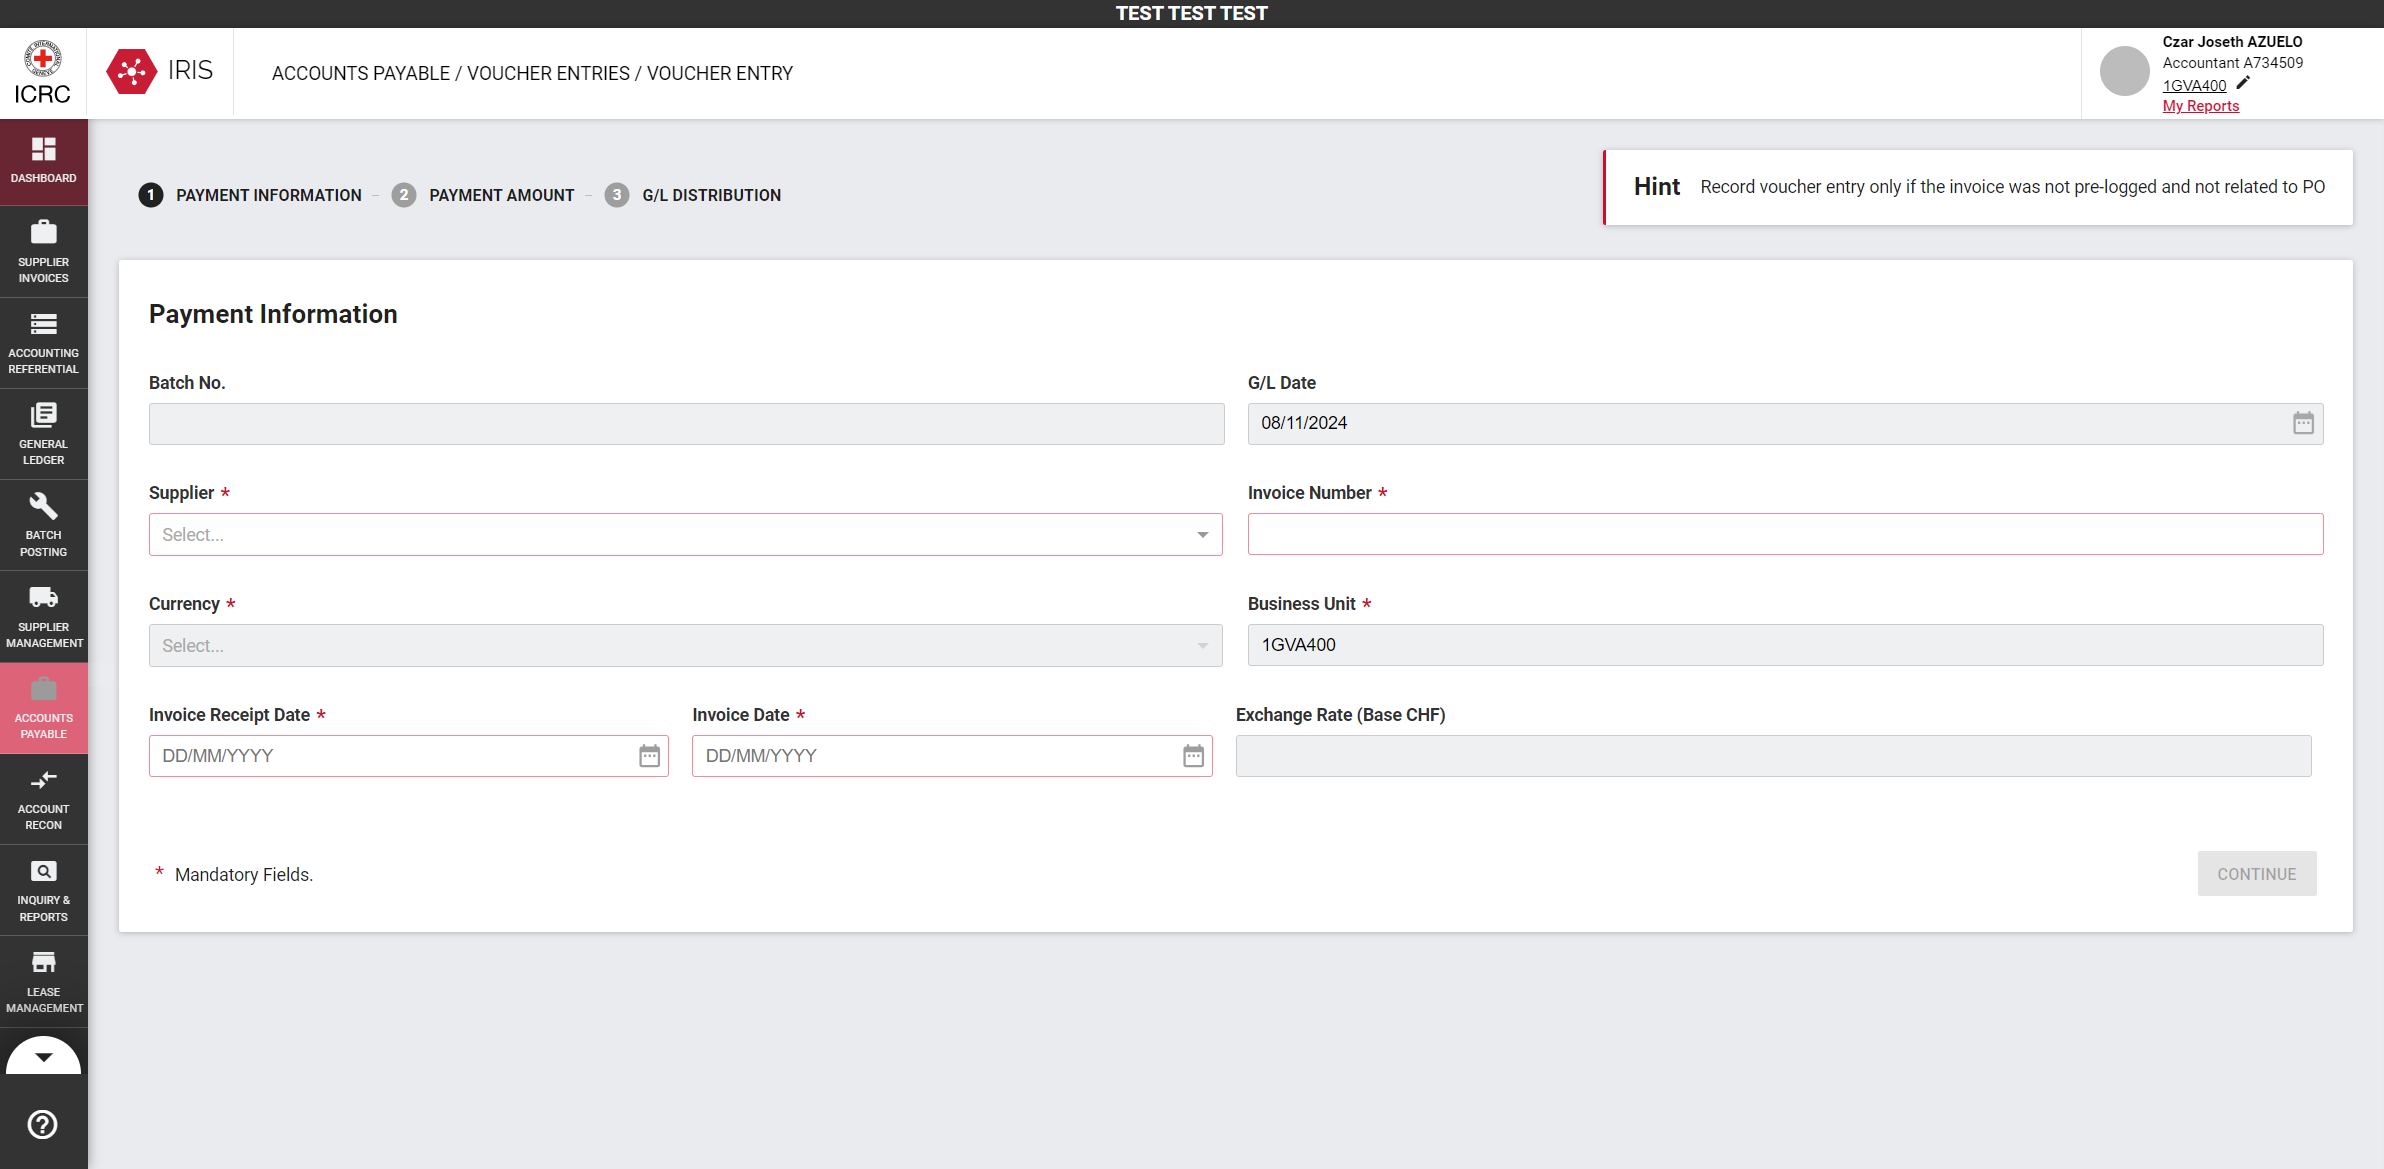 TEST TEST TEST
ICRC
IRIS
ACCOUNTS PAYABLE / VOUCHER ENTRIES / VOUCHER ENTRY
Czar Joseth AZUELO
Accountant A734509
1GVA400
My Reports
DASHBOARD
SUPPLIER
INVOICES
ACCOUNTING
REFERENTIAL
GENERAL
LEDGER
BATCH
POSTING
SUPPLIER
MANAGEMENT
ACCOUNTS
PAYABLE
ACCOUNT
RECON
INQUIRY &
REPORTS
LEASE
MANAGEMENT
1 PAYMENT INFORMATION – 2 PAYMENT AMOUNT – 3 G/L DISTRIBUTION
Hint Record voucher entry only if the invoice was not pre-logged and not related to PO
Payment Information
Batch No.
G/L Date
08/11/2024
Supplier *
Select...
Invoice Number *
Currency *
Select...
Business Unit *
1GVA400
Invoice Receipt Date *
DD/MM/YYYY
Invoice Date *
DD/MM/YYYY
Exchange Rate (Base CHF)
* Mandatory Fields.
CONTINUE